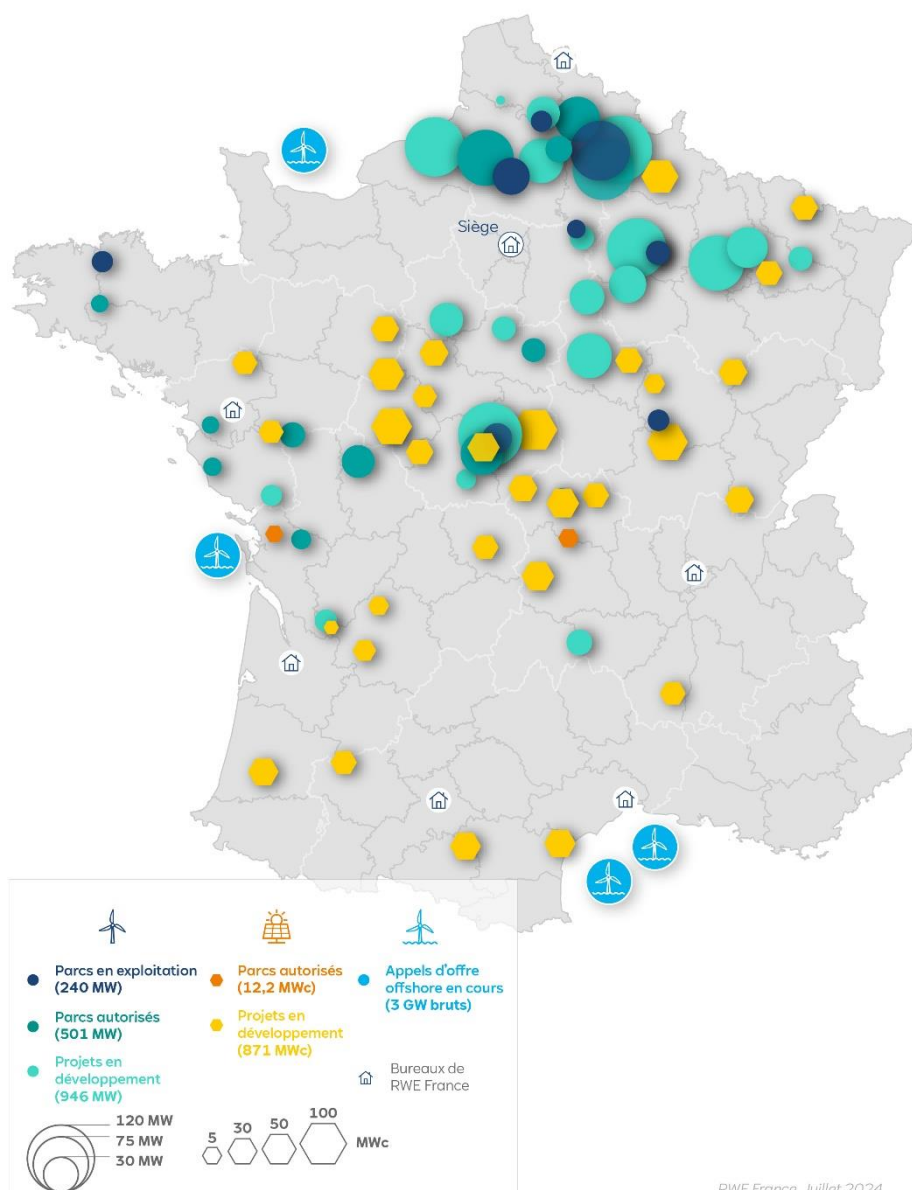 Siège
Parcs en exploitation
(240 MW)
Parcs autorisés
(501 MW)
Projets en
développement
(946 MW)
120 MW
75 MW
30 MW
Parcs autorisés
(12,2 MWc)
Projets en
développement
(871 MWc)
5 30 50 100
MWc
Appels d'offre
offshore en cours
(3 GW bruts)
Bureaux de
RWE France
RWE France, Juillet 2024